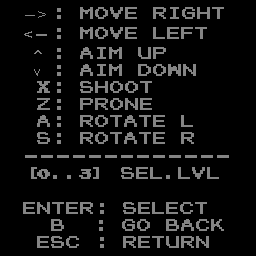 -> : MOVE RIGHT
<- : MOVE LEFT
^ : AIM UP
v : AIM DOWN
X: SHOOT
Z: PRONE
A: ROTATE L
S: ROTATE R
--------------
[0..3] SEL.LVL
ENTER: SELECT
B : GO BACK
ESC : RETURN